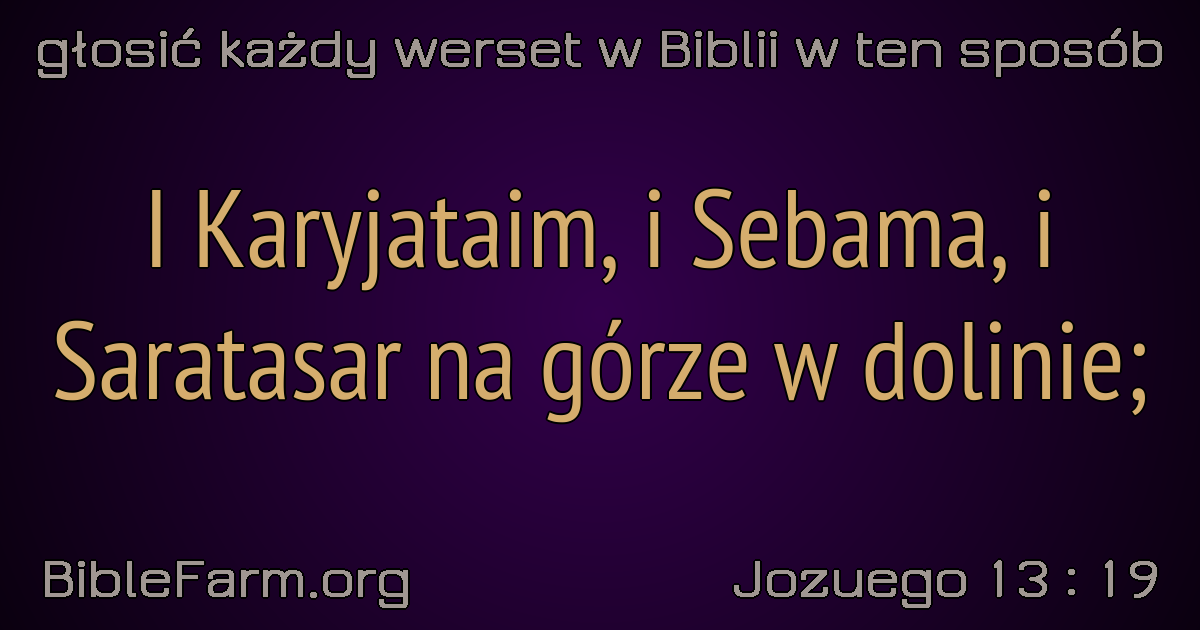 głosić każdy werset w Biblii w ten sposób
I Karyjataim, i Sebama, i
Saratasar na górze w dolinie;
BibleFarm.org
Jozuego 13 : 19